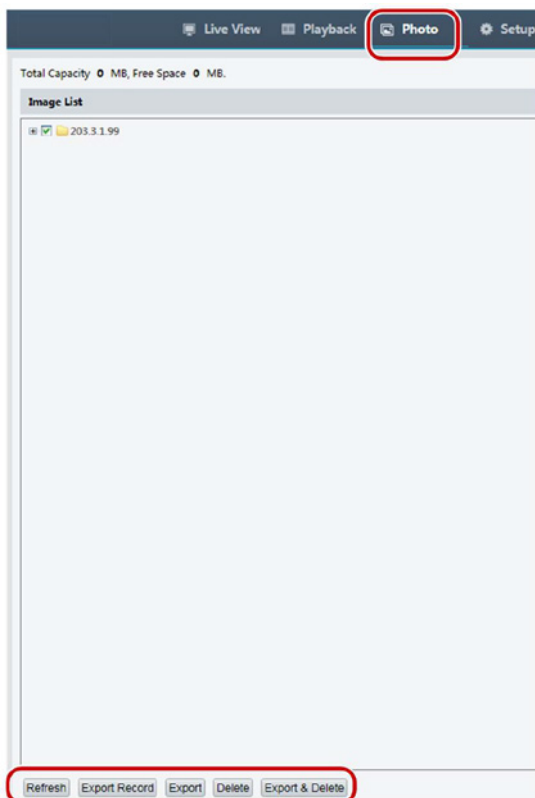 Live View Playback Photo Setup
Total Capacity 0 MB, Free Space 0 MB.
Image List
203.3.1.99
Refresh Export Record Export Delete Export & Delete